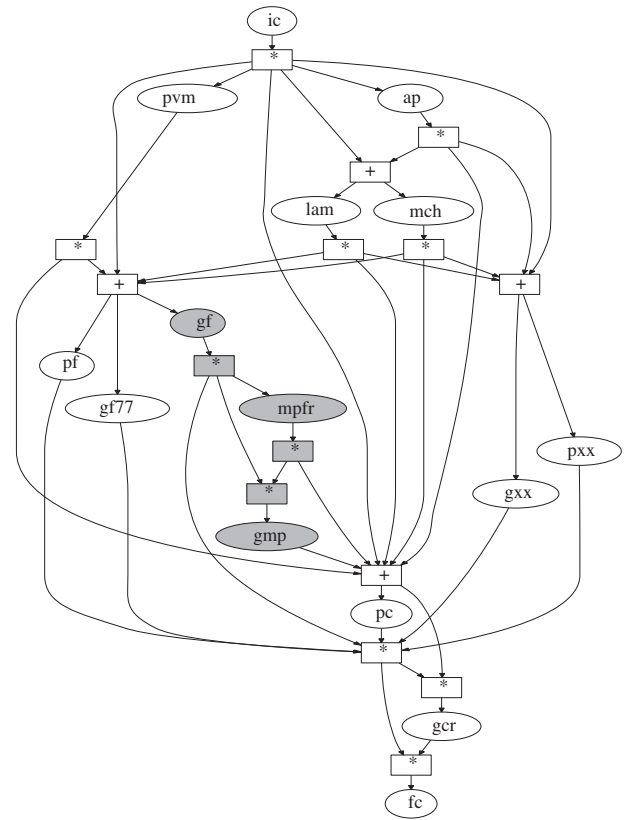 ic
*
pvm
ap
*
+
lam
mch
*
*
*
+
+
gf
pf
*
gf77
mpfr
*
pxx
*
gxx
gmp
+
pc
*
*
gcr
*
fc